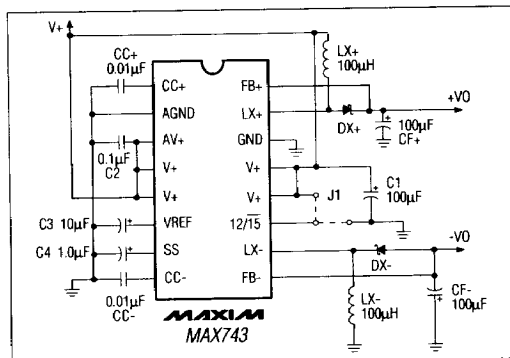 V+
CC+
0.01µF
0.1µF
C2
C3 10µF
C4 1.0µF
0.01µF
CC-
CC+
AGND
AV+
V+
V+
VREF
SS
CC-
FB+
LX+
GND
V+
V+
12/15
LX-
FB-
MAXIM
MAX743
LX+
100µH
DX+
+VO
100µF
CF+
J1
C1
100µF
-VO
DX-
LX-
100µH
CF-
100µF